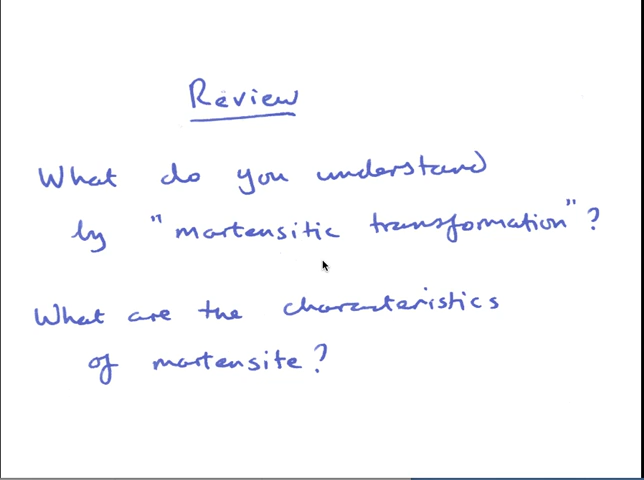 Review
What do you understand
by "martensitic transformation"?
What are the characteristics
of martensite?